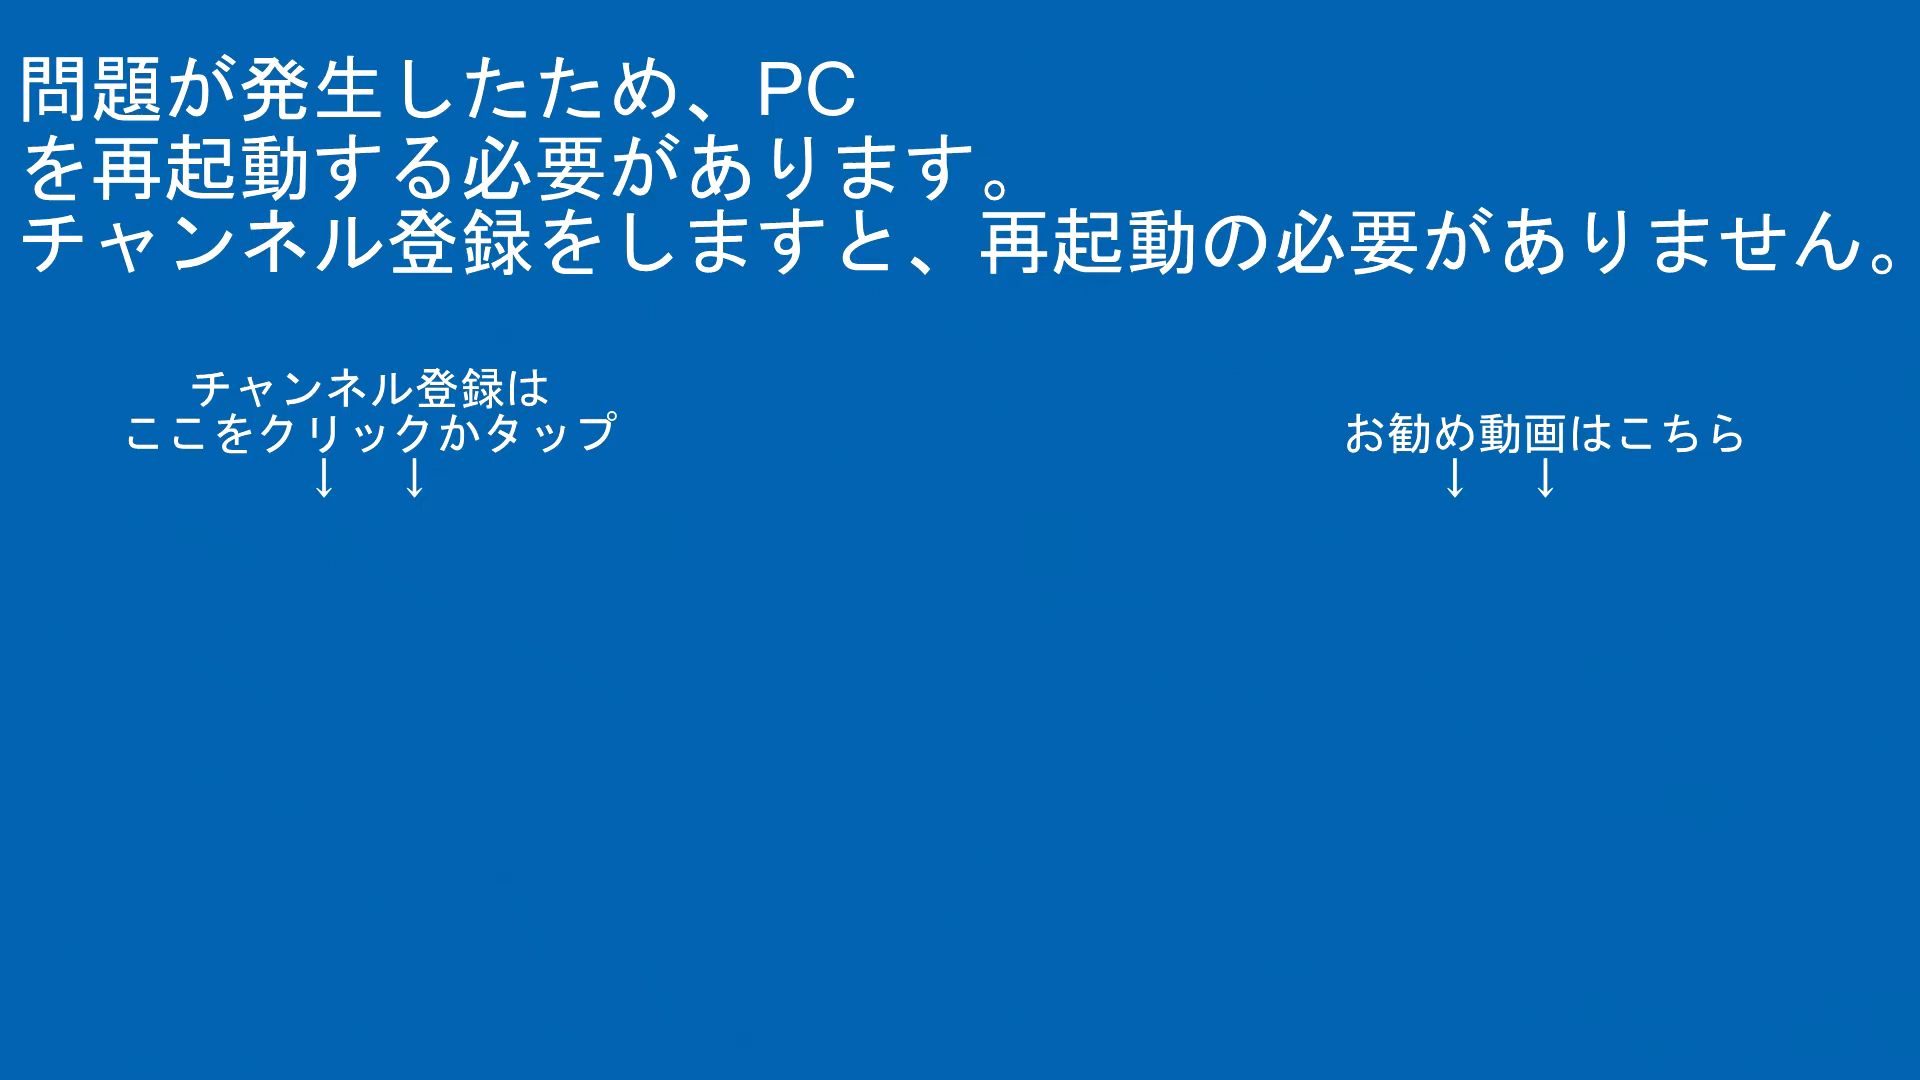 問題が発生したため、PC
を再起動する必要があります。
チャンネル登録をしますと、再起動の必要がありません。
チャンネル登録は
ここをクリックかタップ
↓ ↓
お勧め動画はこちら
↓ ↓